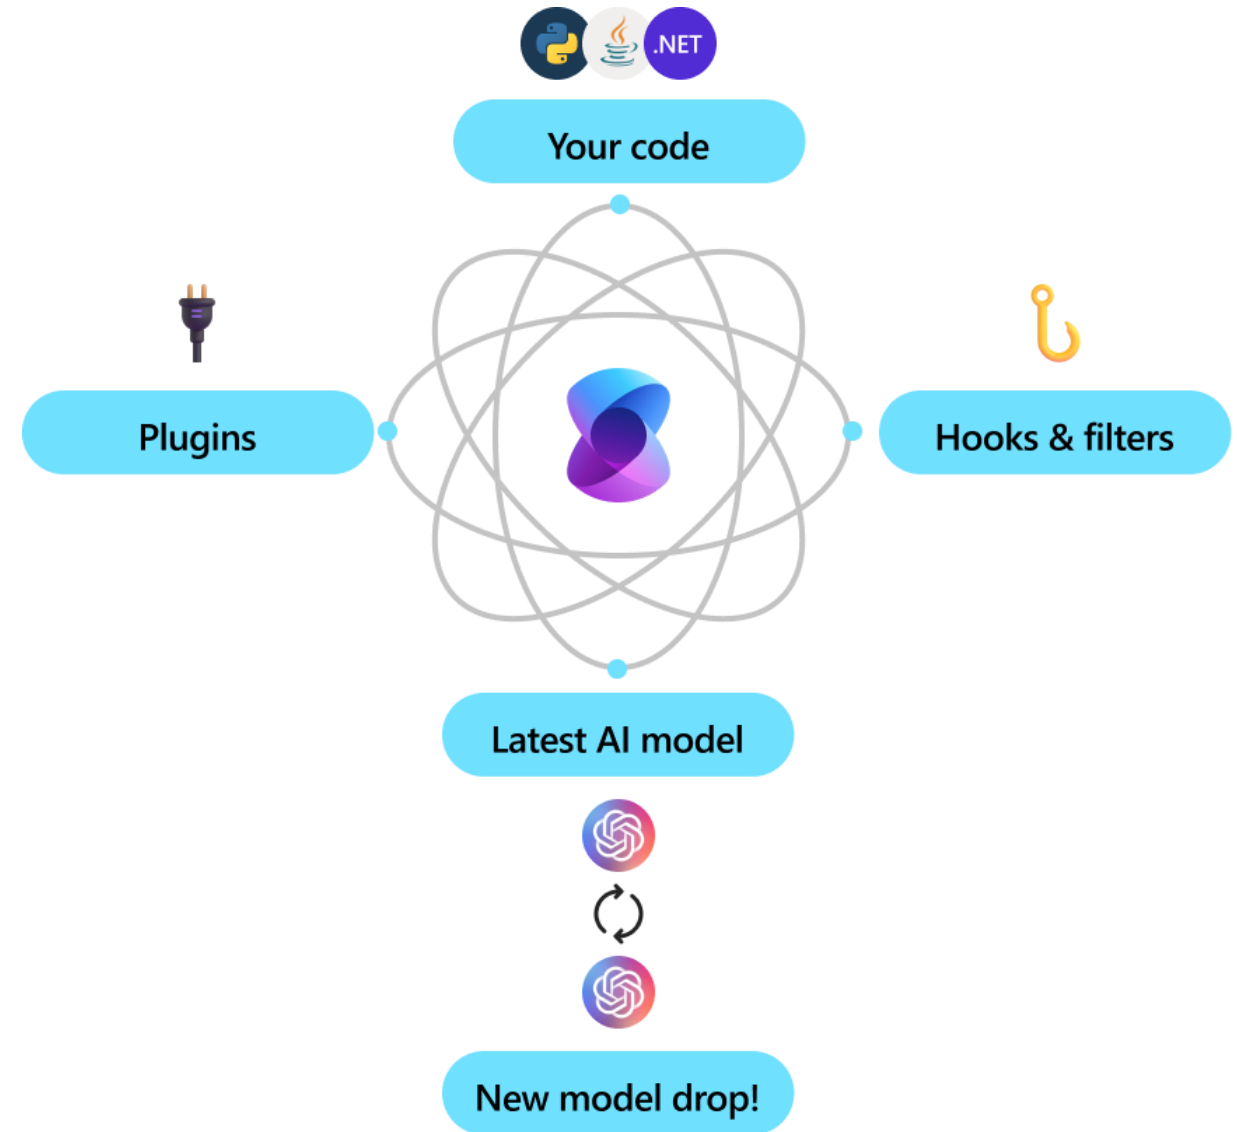 .NET
Your code
Plugins
Hooks & filters
Latest AI model
New model drop!